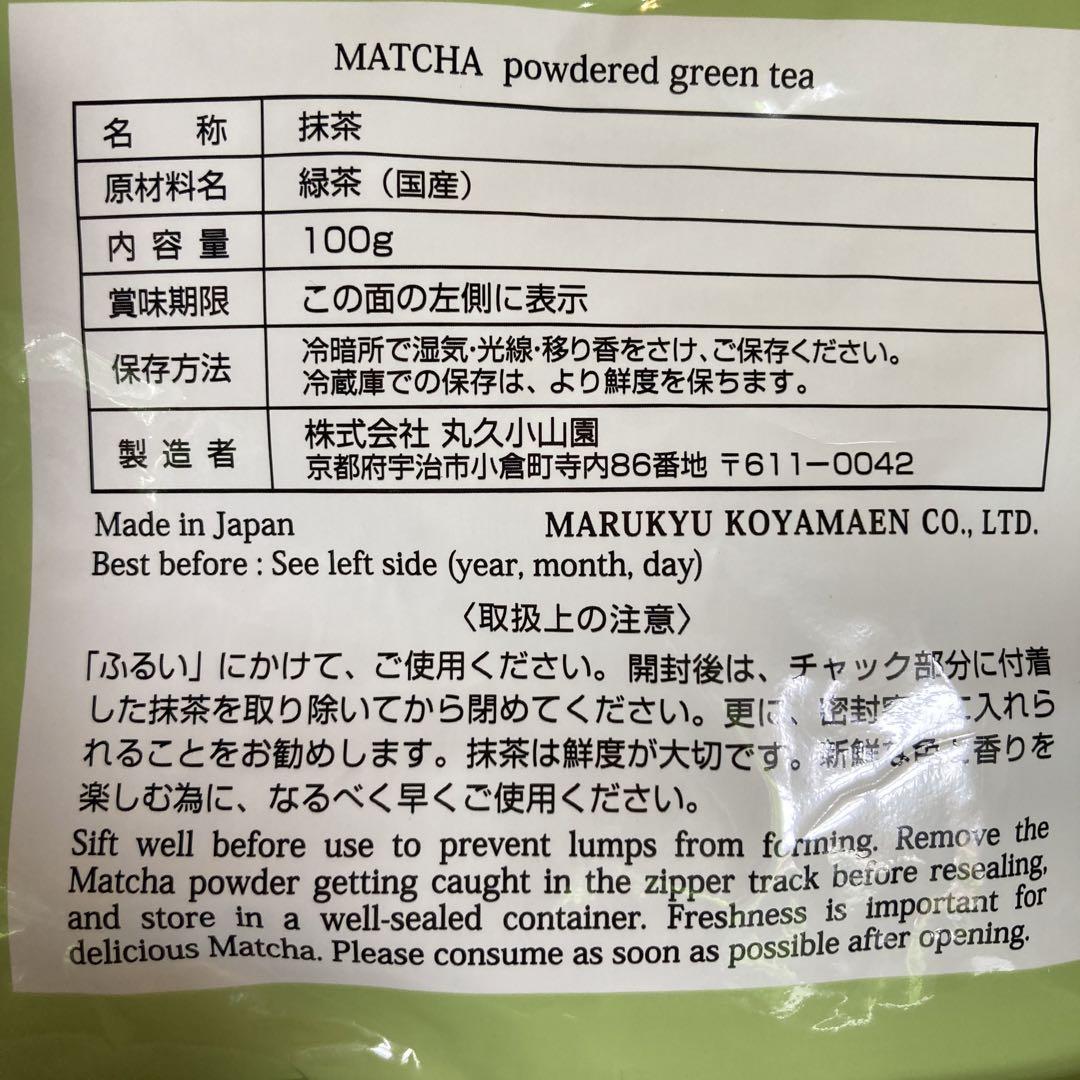 MATCHA powdered green tea
名 称 抹茶
原材料名 緑茶（国産）
内容量 100g
賞味期限 この面の左側に表示
保存方法 冷暗所で湿気・光線・移り香をさけ、ご保存ください。
冷蔵庫での保存は、より鮮度を保ちます。
製造者 株式会社 丸久小山園
京都府宇治市小倉町寺内86番地 〒611－0042
Made in Japan MARUKYU KOYAMAEN CO., LTD.
Best before : See left side (year, month, day)
〈取扱上の注意〉
「ふるい」にかけて、ご使用ください。開封後は、チャック部分に付着
した抹茶を取り除いてから閉めてください。更に、密封に入れら
れることをお勧めします。抹茶は鮮度が大切です。新鮮な色と香りを
楽しむ為に、なるべく早くご使用ください。
Sift well before use to prevent lumps from forming. Remove the
Matcha powder getting caught in the zipper track before resealing,
and store in a well-sealed container. Freshness is important for
delicious Matcha. Please consume as soon as possible after opening.